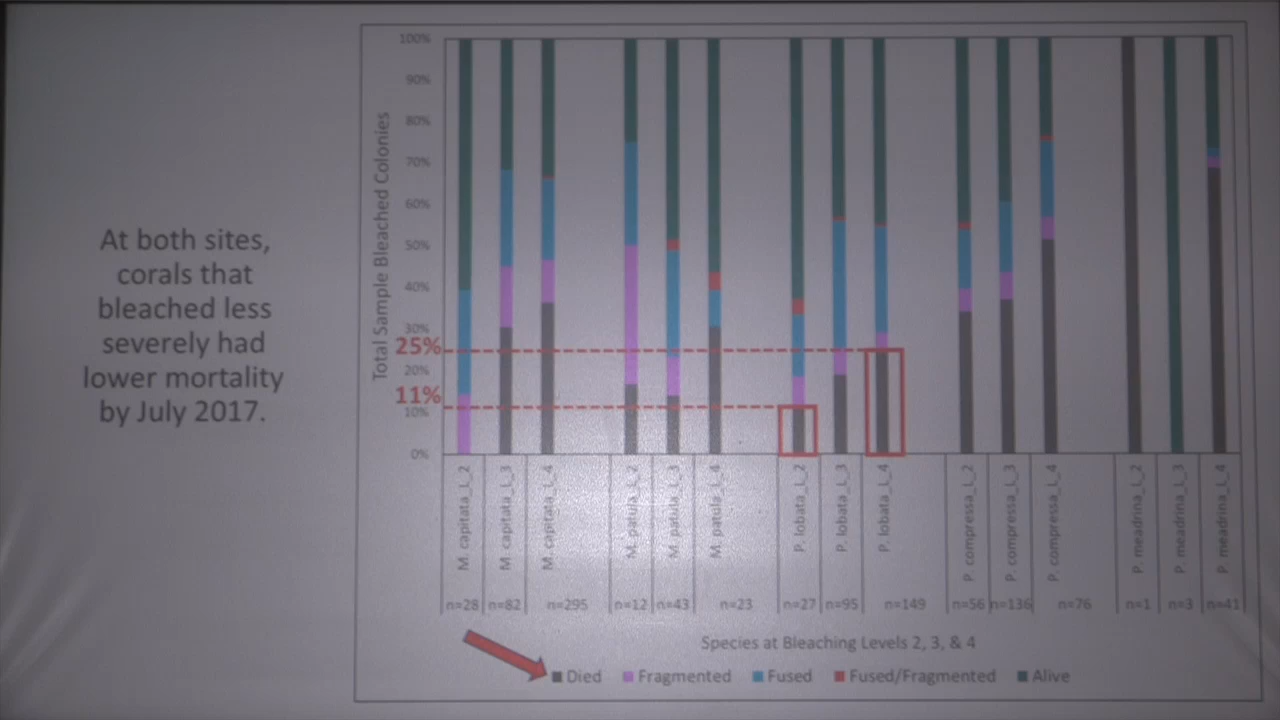 At both sites,
corals that
bleached less
severely had
lower mortality
by July 2017.
Total Sample Bleached Colonies
100%
90%
80%
70%
60%
50%
40%
30%
25%
20%
11%
10%
0%
M. capitata_L_2
M. capitata_L_3
M. capitata_L_4
M. patula_L_2
M. patula_L_3
M. patula_L_4
P. lobata_L_2
P. lobata_L_3
P. lobata_L_4
P. compressa_L_2
P. compressa_L_3
P. compressa_L_4
P. meadrina_L_2
P. meadrina_L_3
P. meadrina_L_4
n=28 n=82 n=295 n=12 n=43 n=23 n=27 n=95 n=149 n=56 n=136 n=76 n=1 n=3 n=41
Species at Bleaching Levels 2, 3, & 4
Died Fragmented Fused Fused/Fragmented Alive